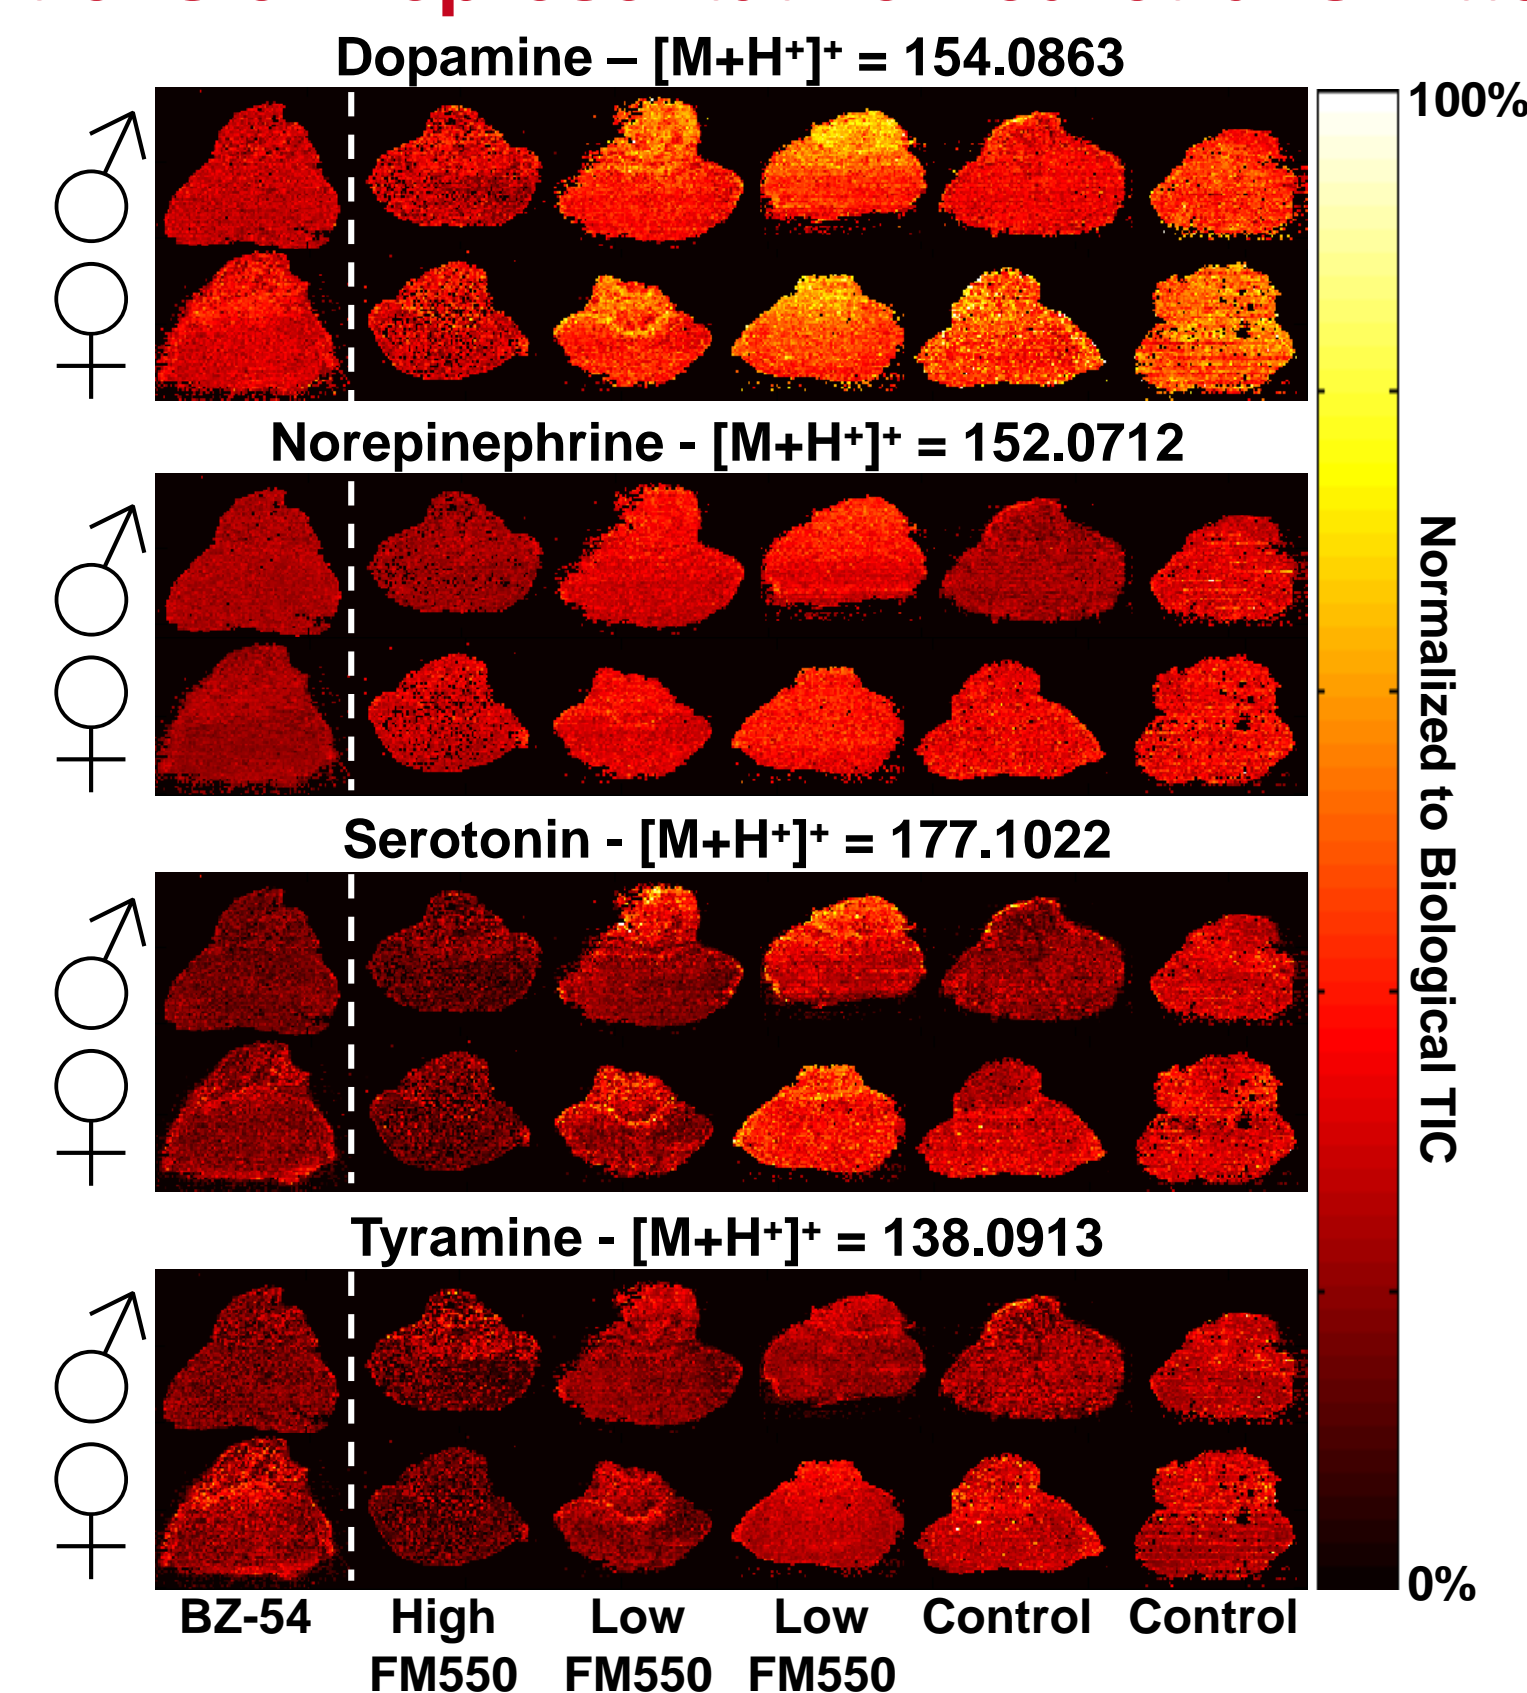 Dopamine – [M+H⁺]⁺ = 154.0863
100%
Norepinephrine - [M+H⁺]⁺ = 152.0712
Normalized to Biological TIC
Serotonin - [M+H⁺]⁺ = 177.1022
Tyramine - [M+H⁺]⁺ = 138.0913
0%
BZ-54 High Low Low Control Control
FM550 FM550 FM550